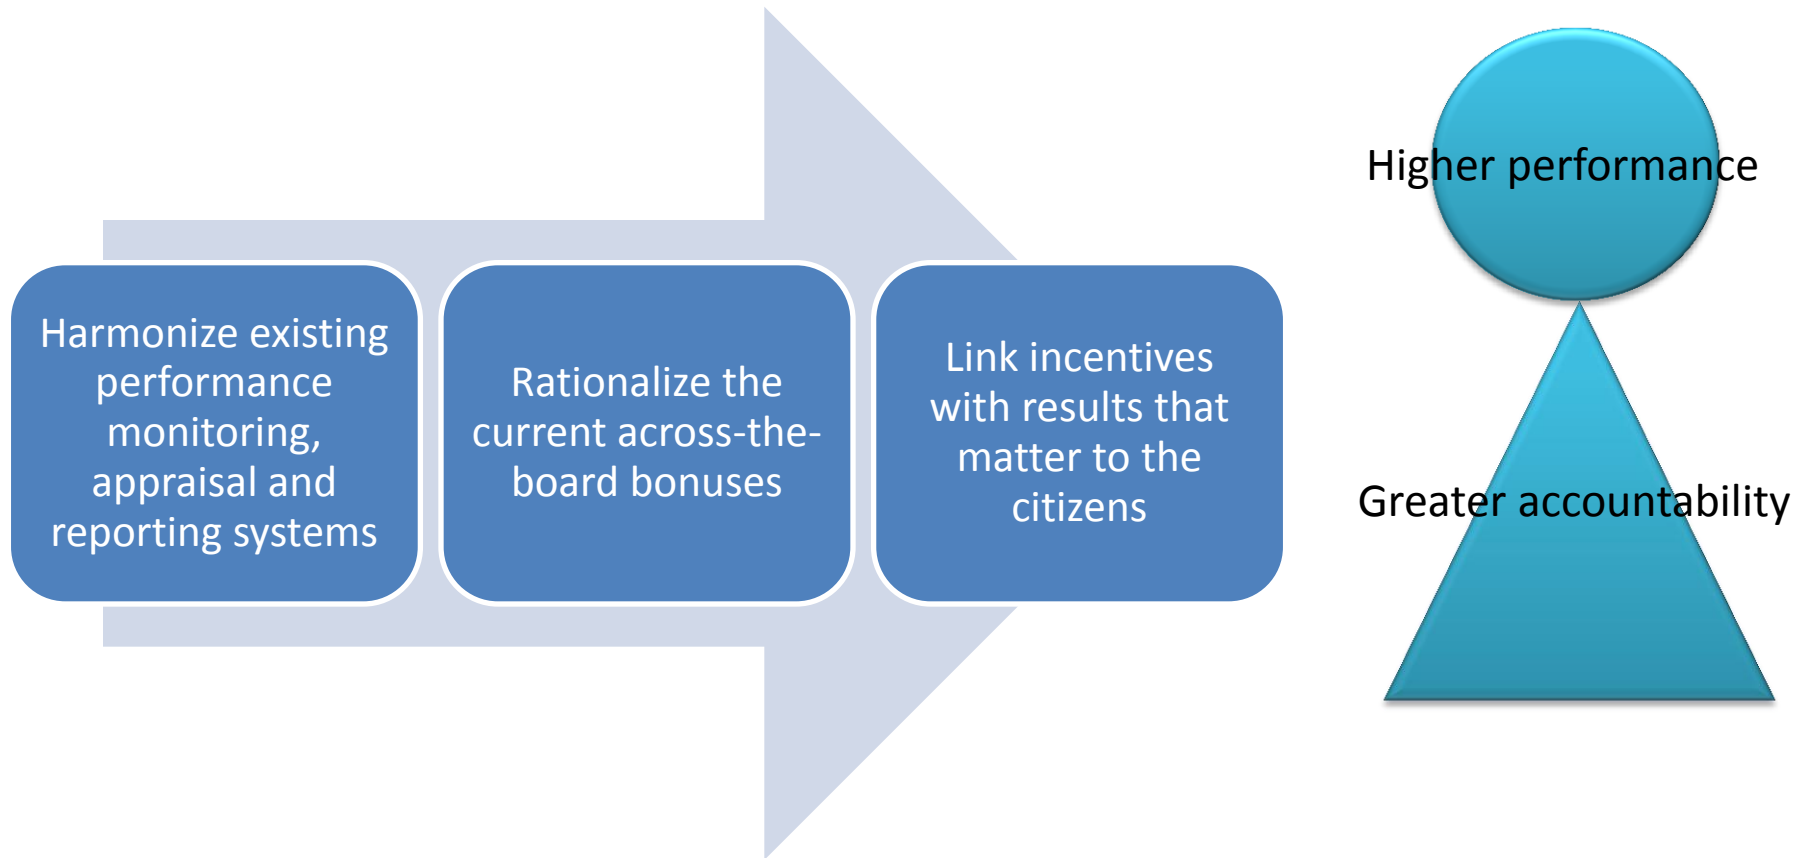 Harmonize existing
performance
monitoring,
appraisal and
reporting systems
Rationalize the
current across-the-
board bonuses
Link incentives
with results that
matter to the
citizens
Higher performance
Greater accountability